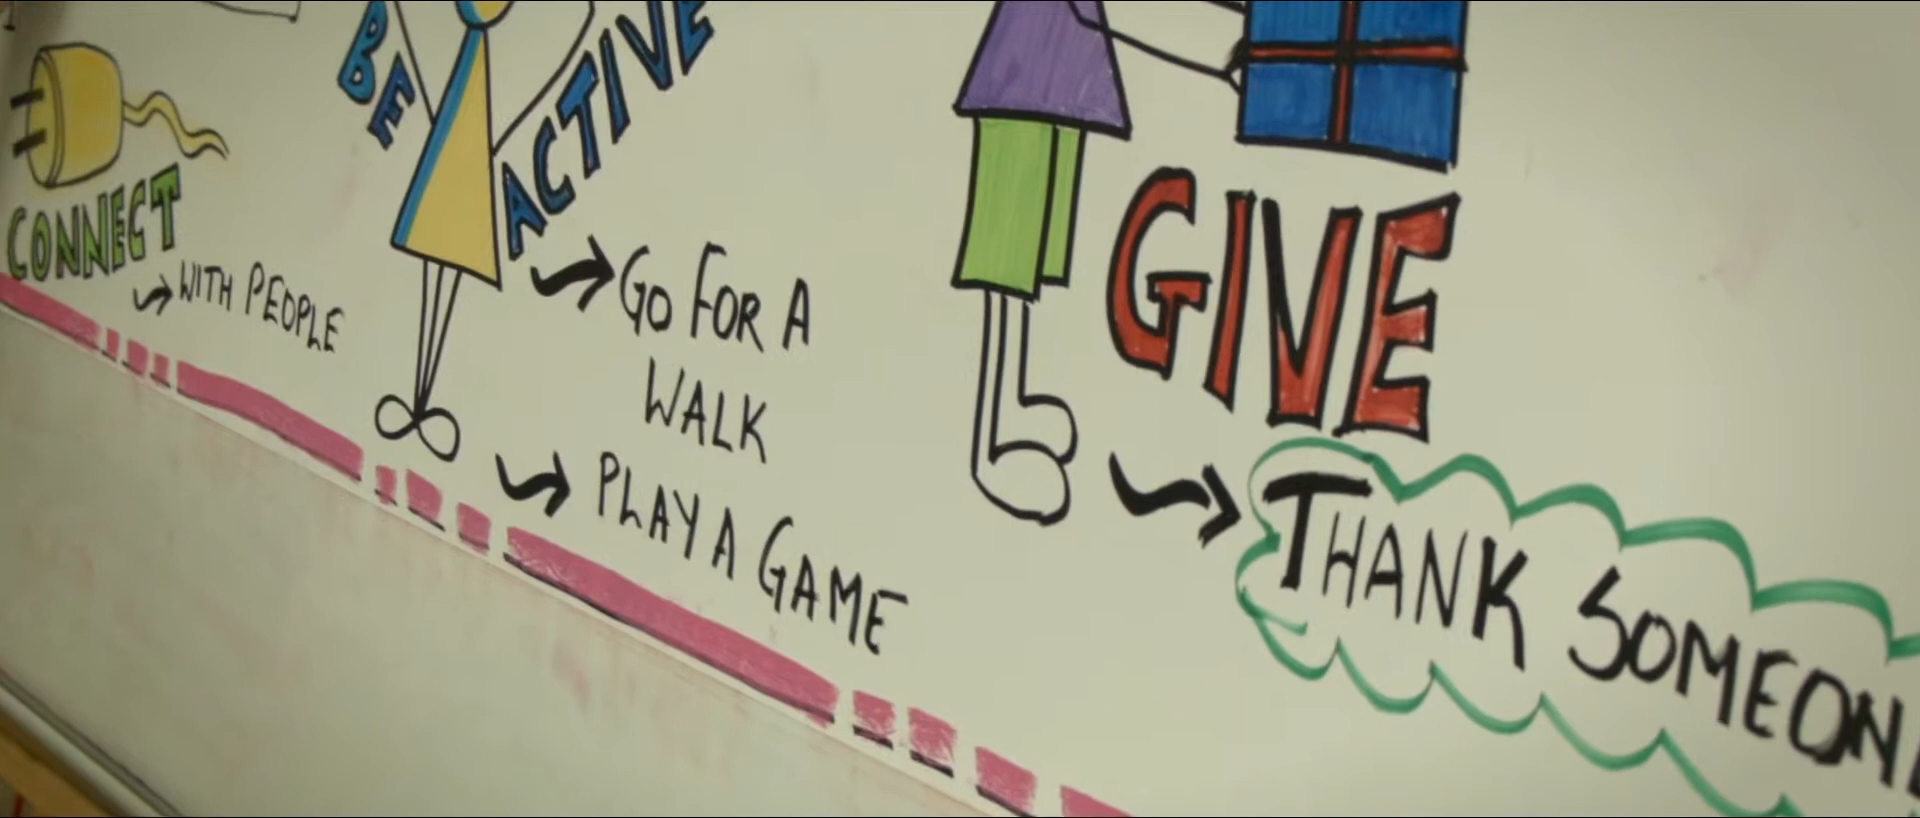 CONNECT
WITH PEOPLE
BE
ACTIVE
GO FOR A
WALK
PLAY A GAME
GIVE
THANK SOMEONE